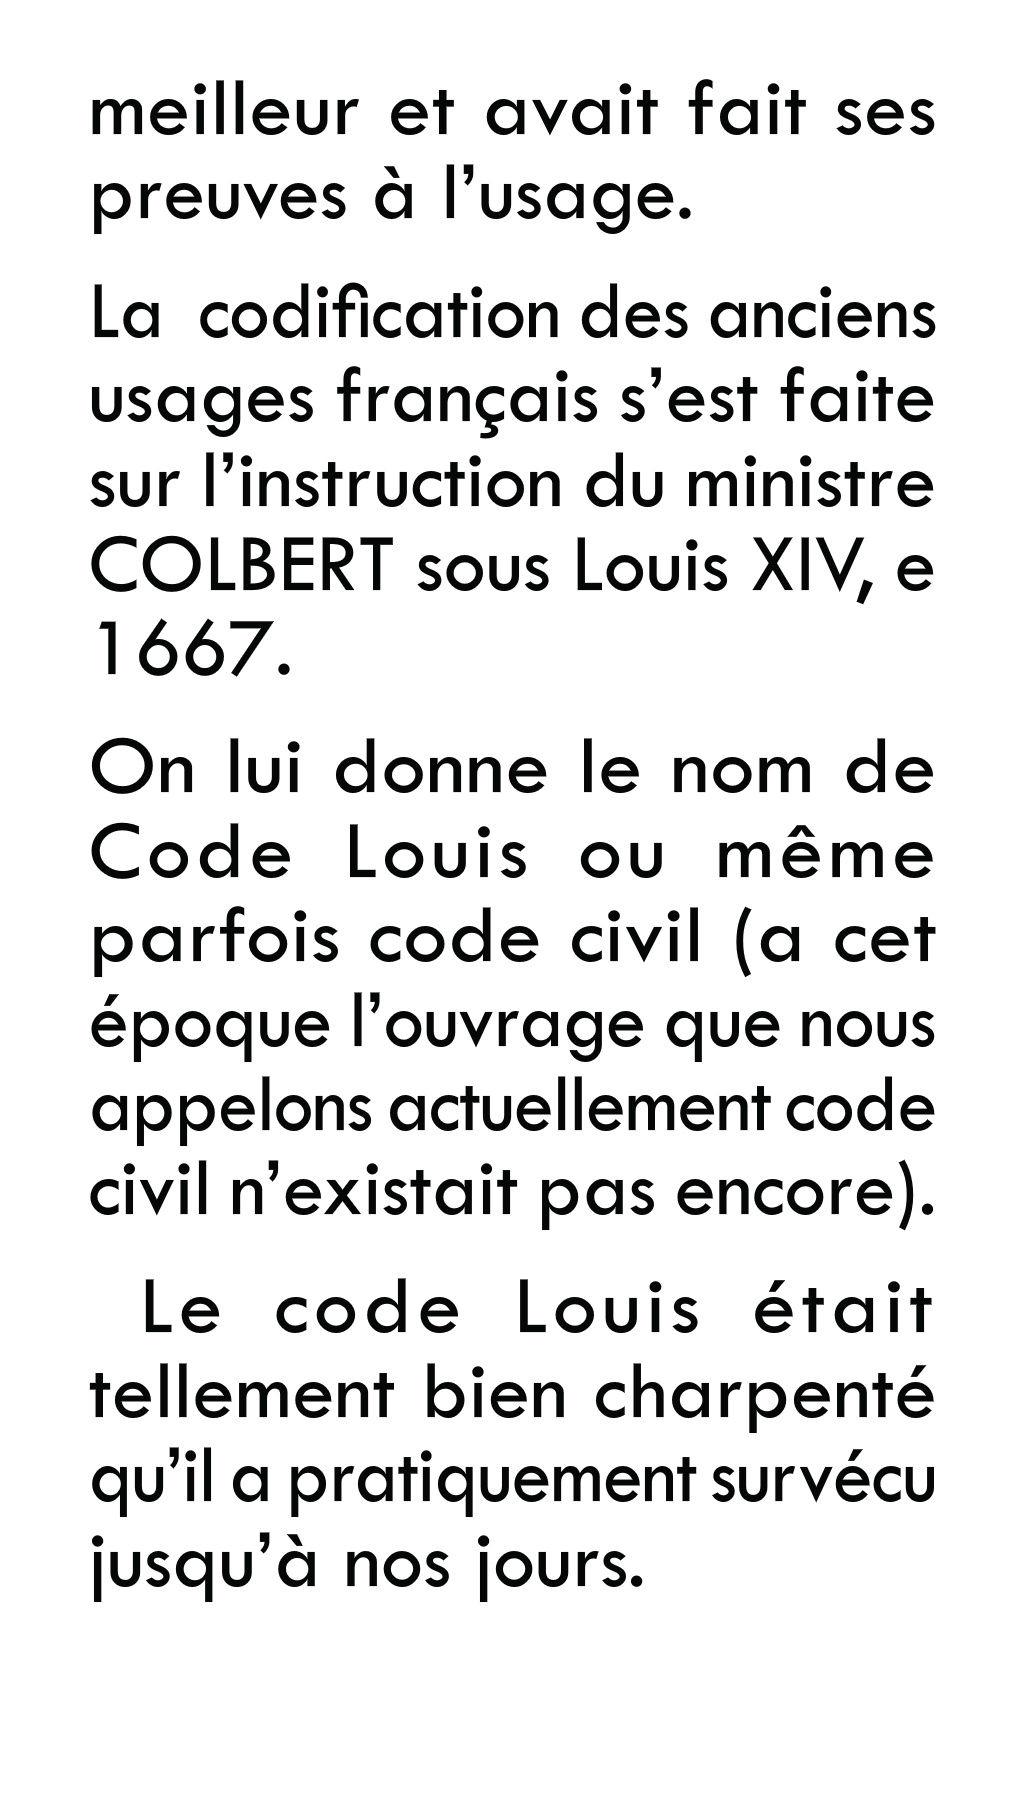 meilleur et avait fait ses
preuves à l’usage.
La codification des anciens
usages français s’est faite
sur l’instruction du ministre
COLBERT sous Louis XIV, e
1667.
On lui donne le nom de
Code Louis ou même
parfois code civil (a cet
époque l’ouvrage que nous
appelons actuellement code
civil n’existait pas encore).
Le code Louis était
tellement bien charpenté
qu’il a pratiquement survécu
jusqu’à nos jours.